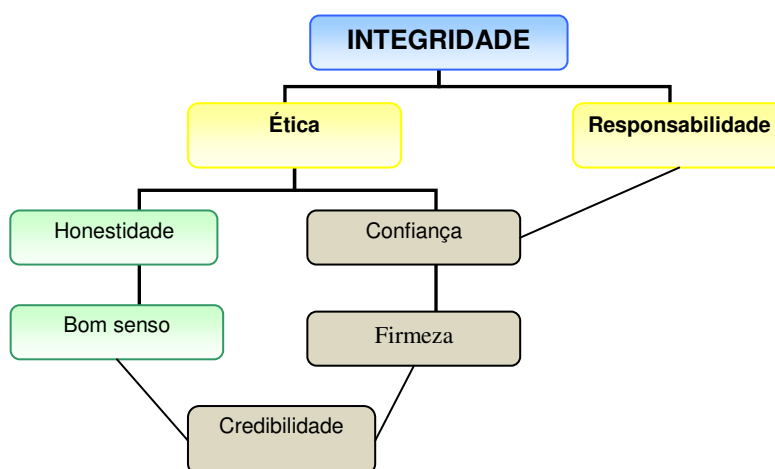 INTEGRIDADE
Ética
Responsabilidade
Honestidade
Confiança
Bom senso
Firmeza
Credibilidade